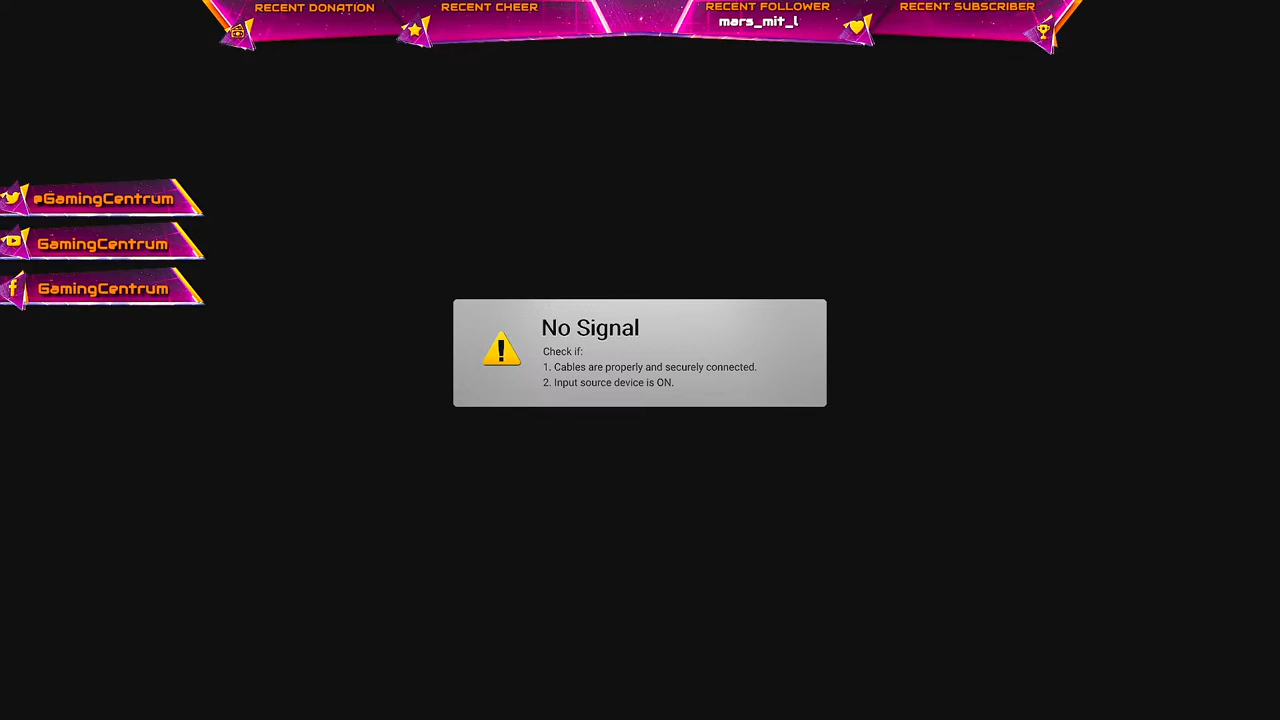 RECENT DONATION
RECENT CHEER
RECENT FOLLOWER
mars_mit_l
RECENT SUBSCRIBER
@GamingCentrum
GamingCentrum
GamingCentrum
No Signal
Check if:
1. Cables are properly and securely connected.
2. Input source device is ON.